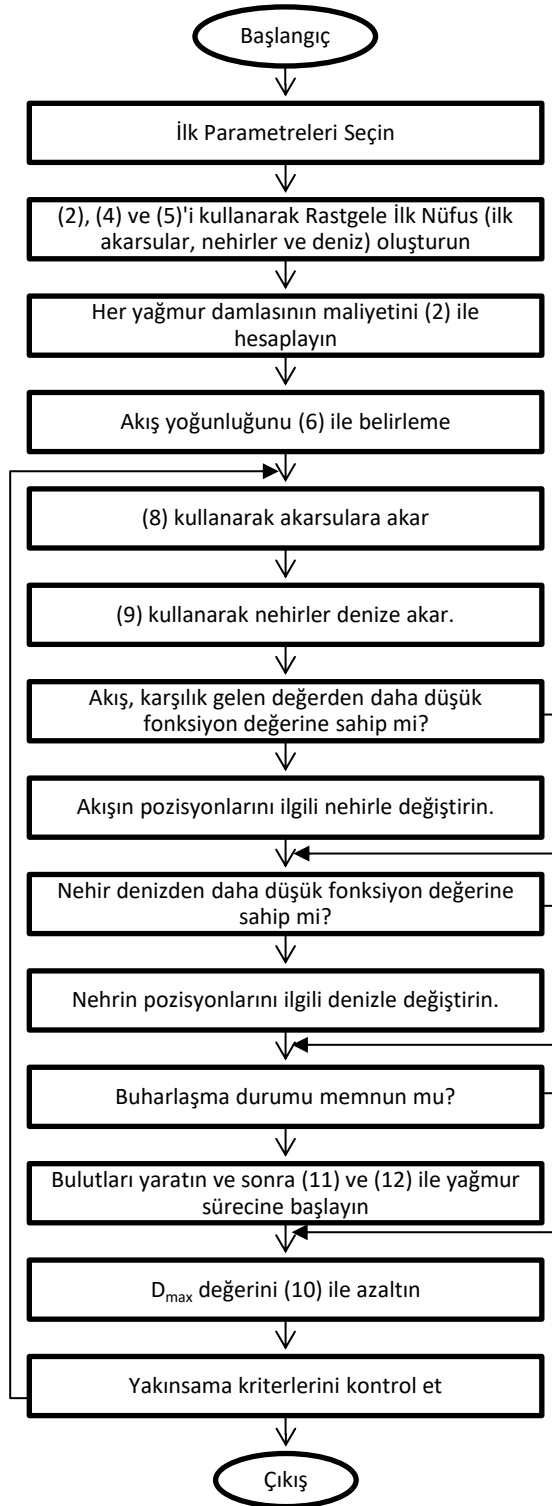 Başlangıç
İlk Parametreleri Seçin
(2), (4) ve (5)'i kullanarak Rastgele İlk Nüfus (ilk
akarsular, nehirler ve deniz) oluşturun
Her yağmur damlasının maliyetini (2) ile
hesaplayın
Akış yoğunluğunu (6) ile belirleme
(8) kullanarak akarsulara akar
(9) kullanarak nehirler denize akar.
Akış, karşılık gelen değerden daha düşük
fonksiyon değerine sahip mi?
Akışın pozisyonlarını ilgili nehirle değiştirin.
Nehir denizden daha düşük fonksiyon değerine
sahip mi?
Nehrin pozisyonlarını ilgili denizle değiştirin.
Buharlaşma durumu memnun mu?
Bulutları yaratın ve sonra (11) ve (12) ile yağmur
sürecine başlayın
Dmax değerini (10) ile azaltın
Yakınsama kriterlerini kontrol et
Çıkış